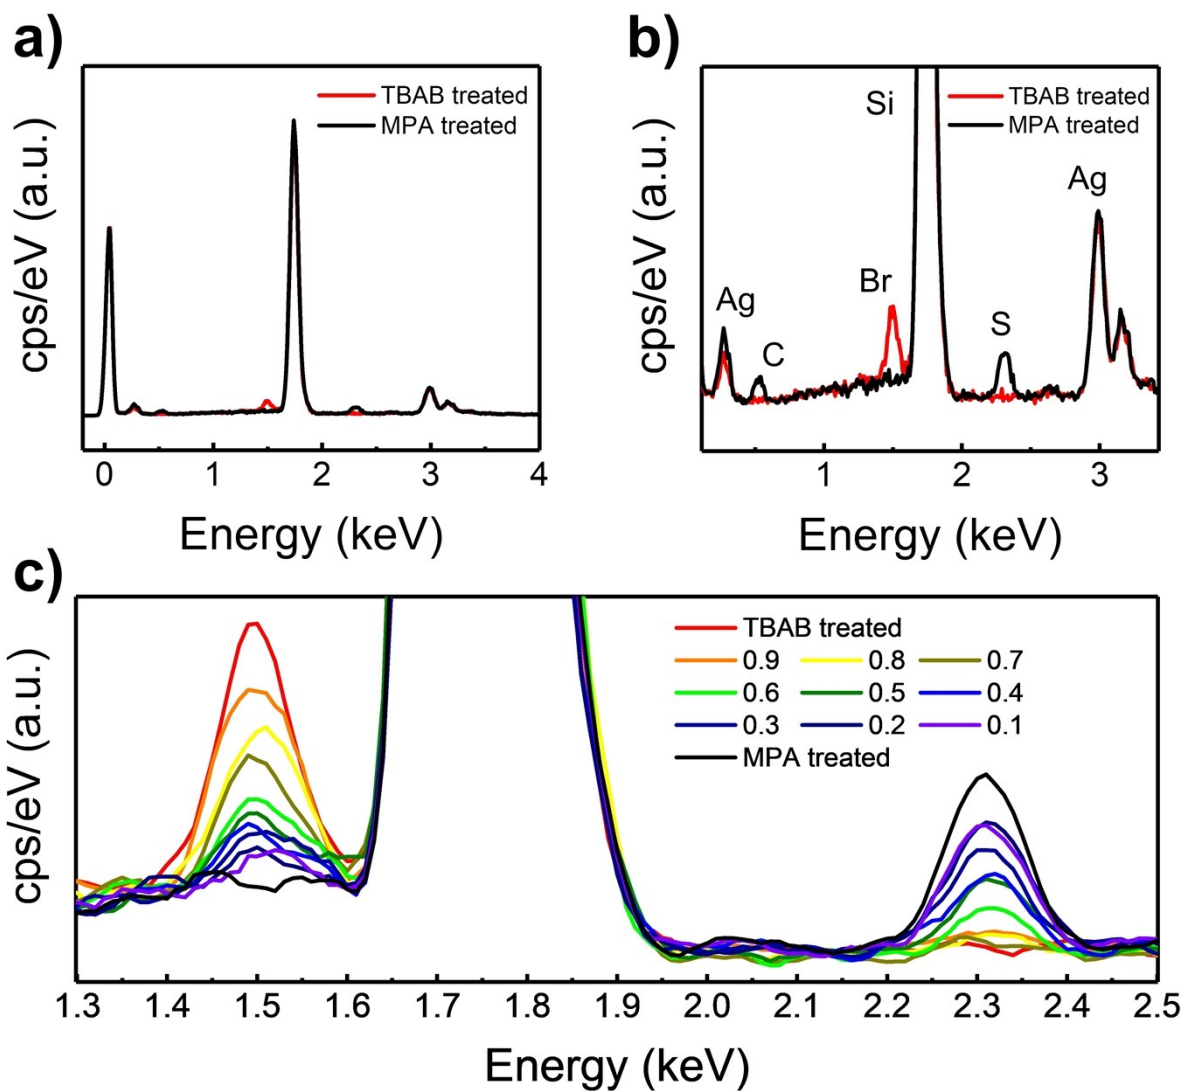 a)
cps/eV (a.u.)
TBAB treated
MPA treated
0 1 2 3 4
Energy (keV)
b)
cps/eV (a.u.)
TBAB treated
MPA treated
Si
Ag
Br
Ag
S
C
1 2 3
Energy (keV)
c)
cps/eV (a.u.)
TBAB treated
0.9 0.8 0.7
0.6 0.5 0.4
0.3 0.2 0.1
MPA treated
1.3 1.4 1.5 1.6 1.7 1.8 1.9 2.0 2.1 2.2 2.3 2.4 2.5
Energy (keV)